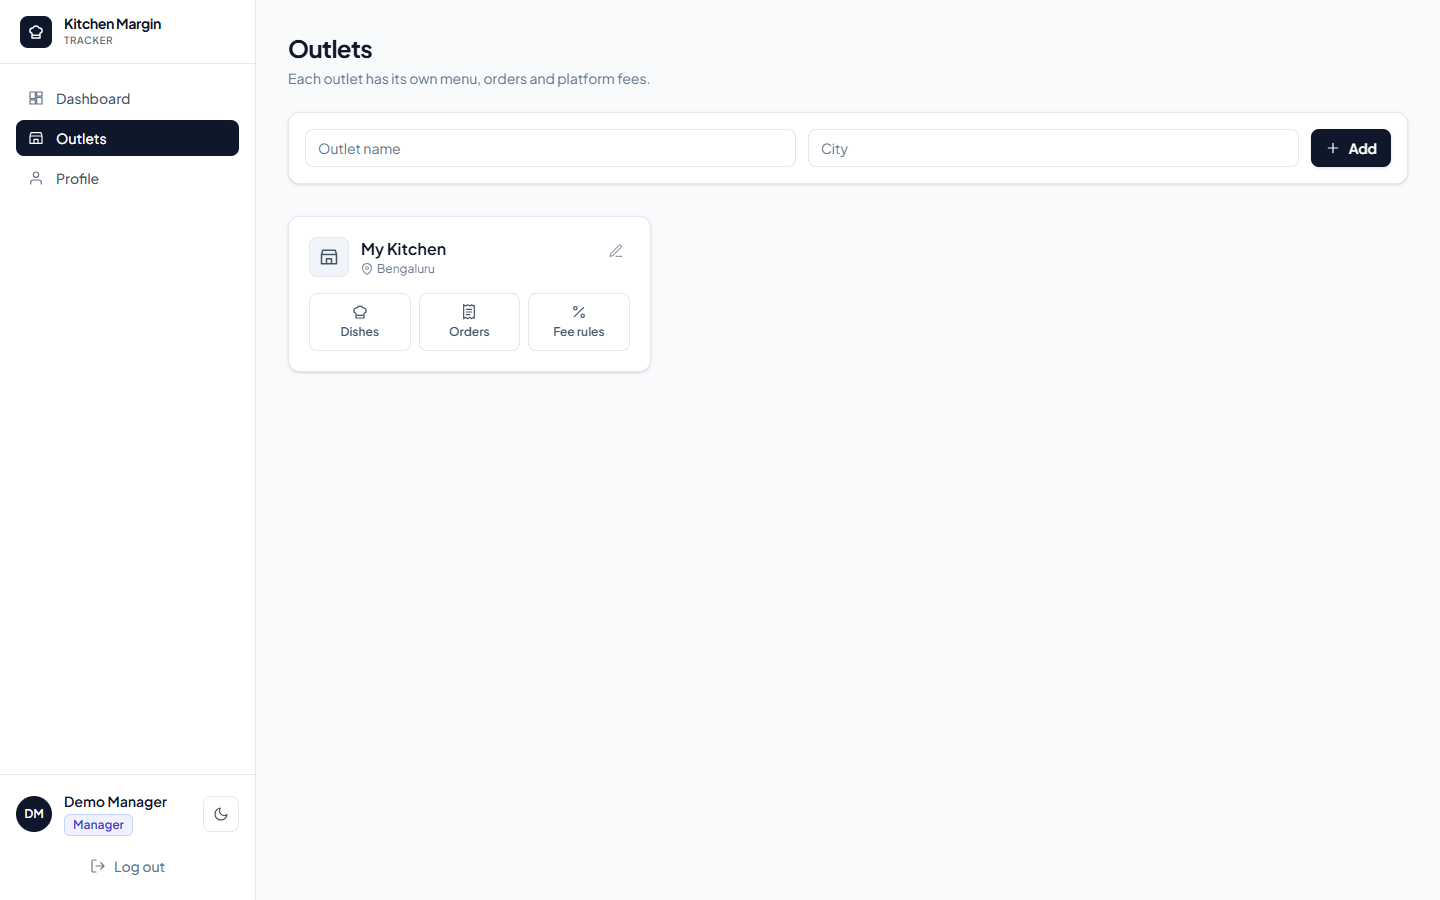 Kitchen Margin
TRACKER
Dashboard
Outlets
Profile
Demo Manager
DM
Manager
Log out
Outlets
Each outlet has its own menu, orders and platform fees.
Outlet name
City
Add
My Kitchen
Bengaluru
Dishes
Orders
Fee rules